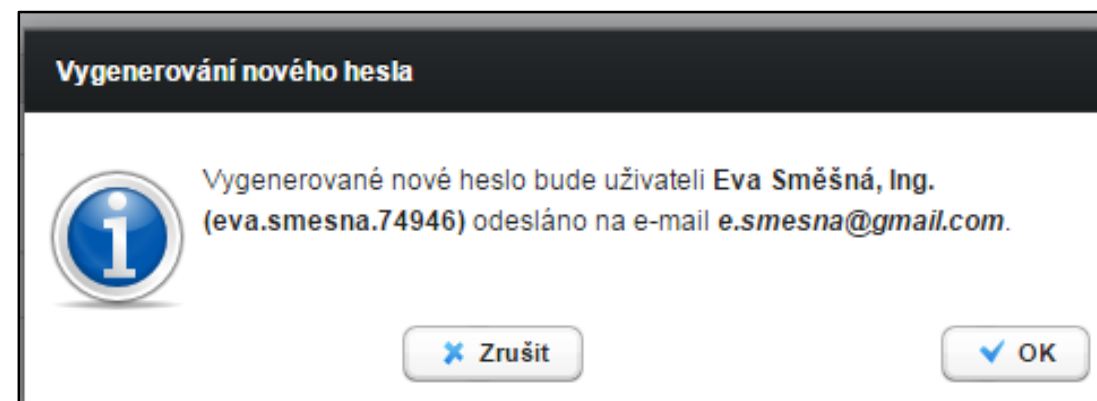 Vygenerování nového hesla
Vygenerované nové heslo bude uživateli Eva Směšná, Ing.
(eva.smesna.74946) odesláno na e-mail e.smesna@gmail.com.
Zrušit
OK